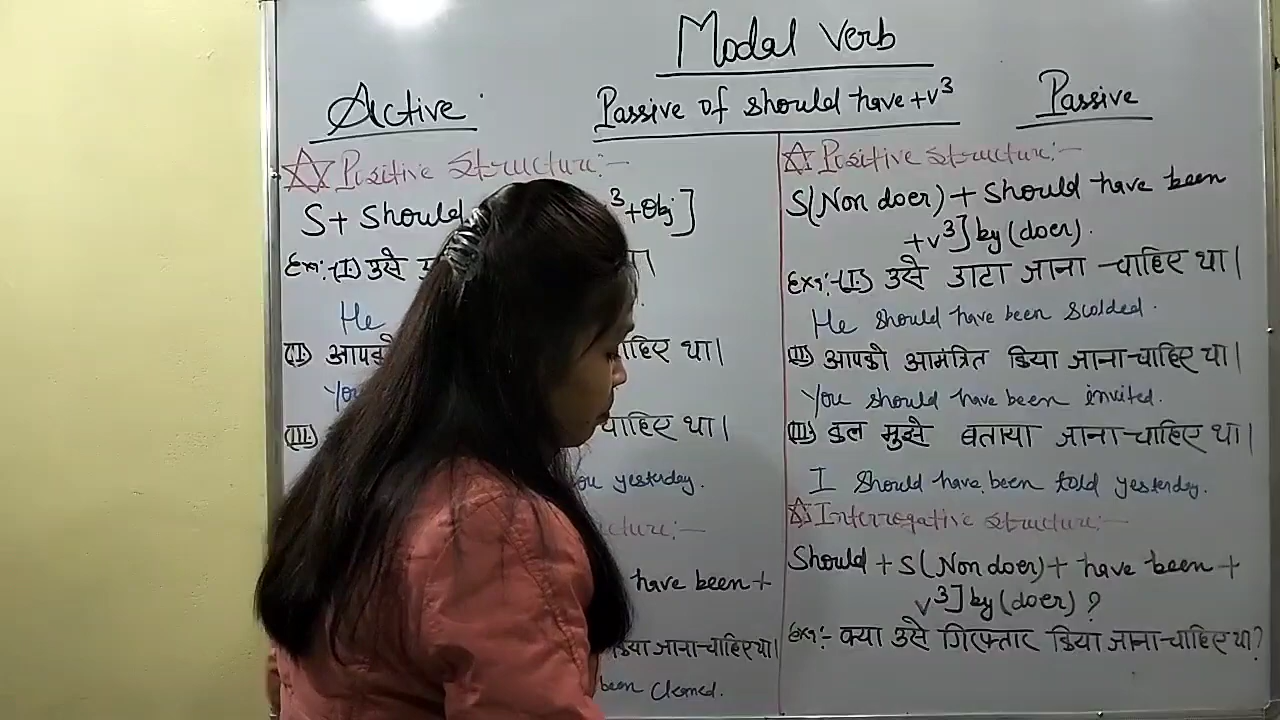 Modal Verb
Active
Passive of should have + v³
Passive
Positive Structure:-
S + Should ³ + Obj]
Ex:-(I.) उसे
He
(II) आपको चाहिए था।
You
(III) चाहिए था।
you yesterday.
structure:-
have been +
किया जाना चाहिए था।
been cleaned.
Positive Structure:-
S(Non doer) + Should have been
+ v³] by (doer).
Ex:-(I.) उसे डाटा जाना चाहिए था।
He should have been scolded.
(II) आपको आमंत्रित किया जाना चाहिए था।
You should have been invited.
(III) कल मुझे बताया जाना चाहिए था।
I should have been told yesterday.
Interrogative Structure:-
Should + S(Non doer) + have been +
v³] by (doer) ?
Ex:- क्या उसे गिरफ्तार किया जाना चाहिए था?